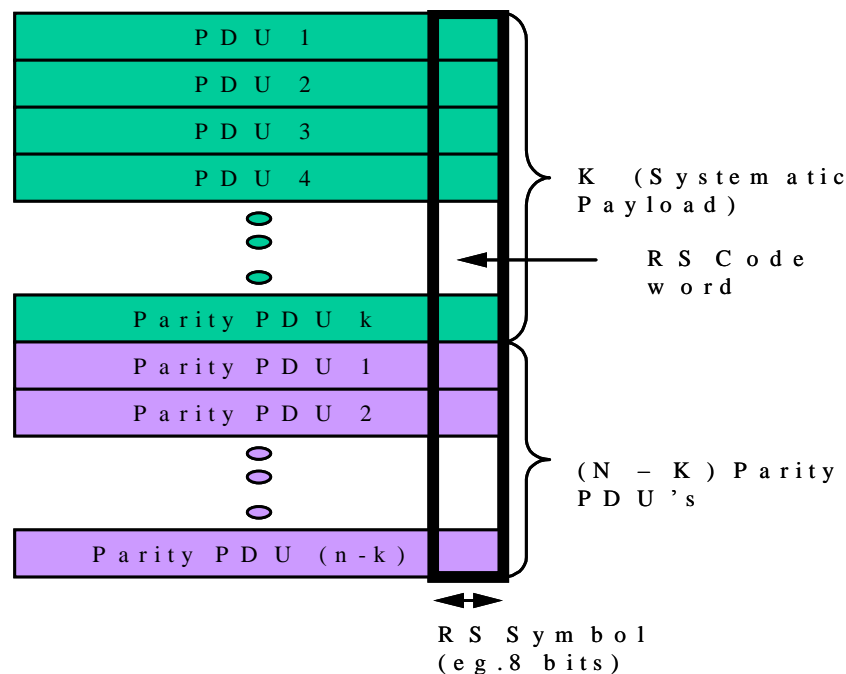 PDU 1
PDU 2
PDU 3
PDU 4
K (Systematic
Payload)
RS Code
word
Parity PDU k
Parity PDU 1
Parity PDU 2
(N – K) Parity
PDU's
Parity PDU (n-k)
RS Symbol
(eg.8 bits)